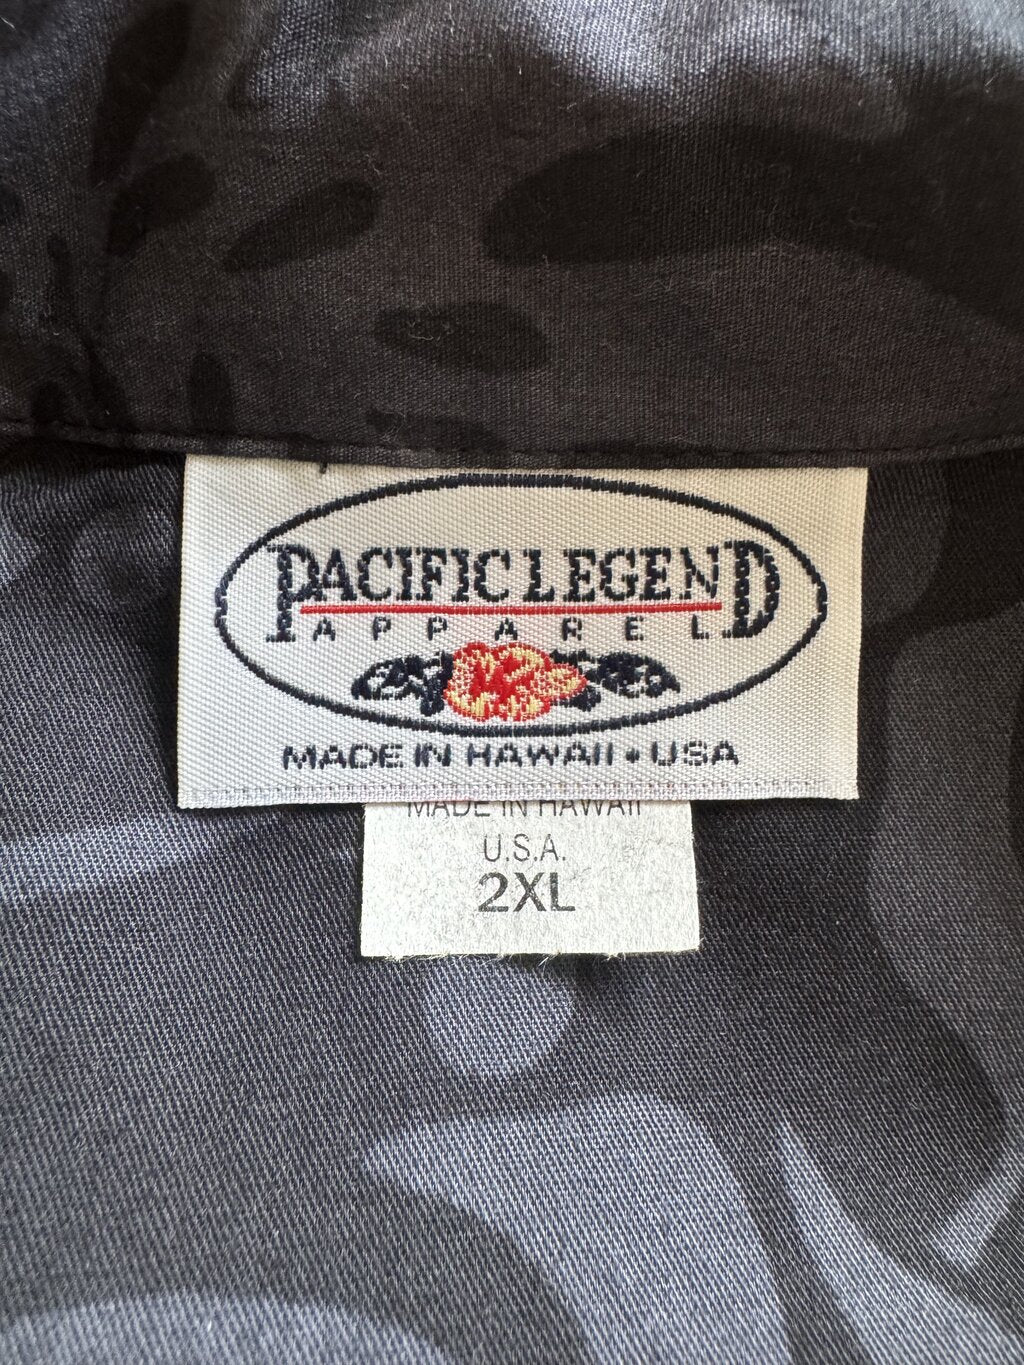 PACIFIC LEGEND
APPAREL
MADE IN HAWAII • USA
MADE IN HAWAII
U.S.A.
2XL